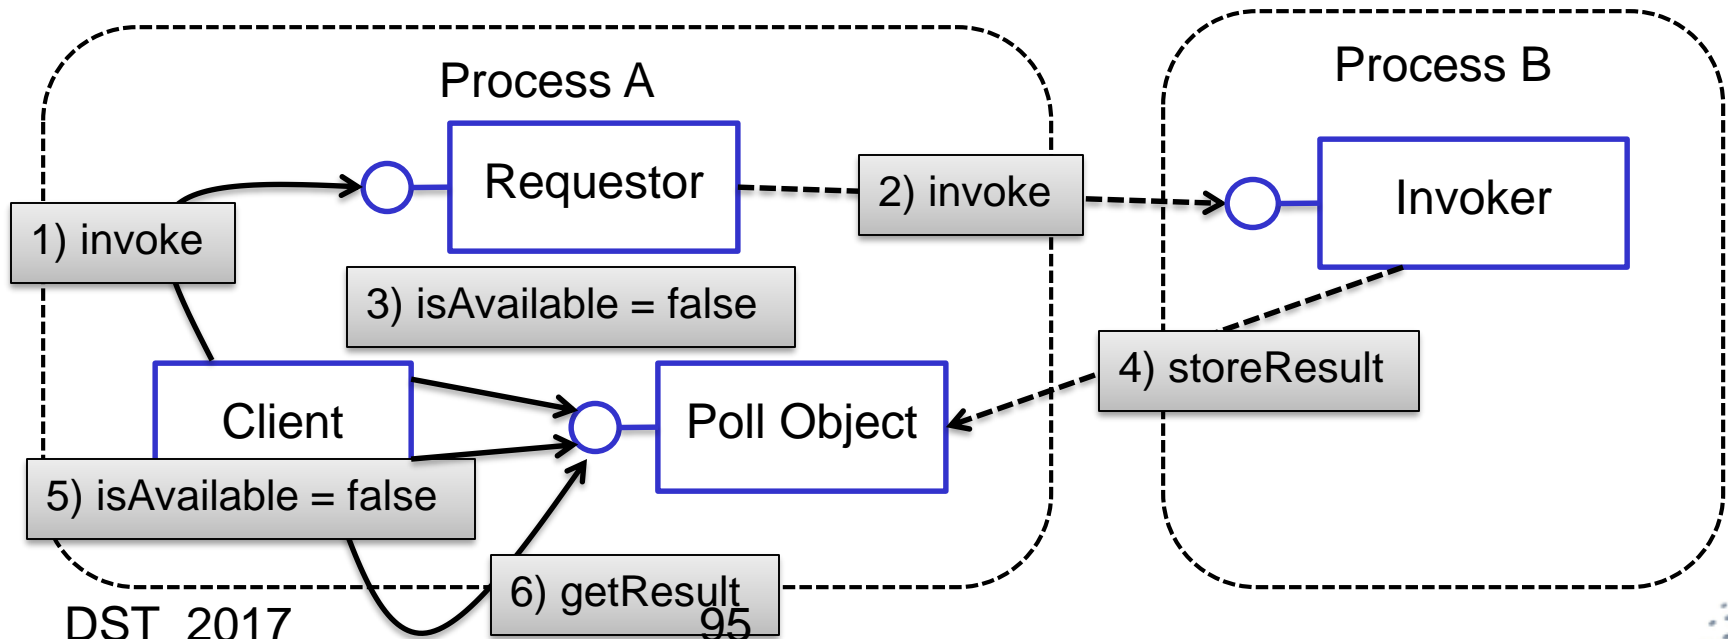 Process A
Process B
Requestor
2) invoke
Invoker
1) invoke
3) isAvailable = false
4) storeResult
Client
Poll Object
5) isAvailable = false
6) getResult
DST 2017
95